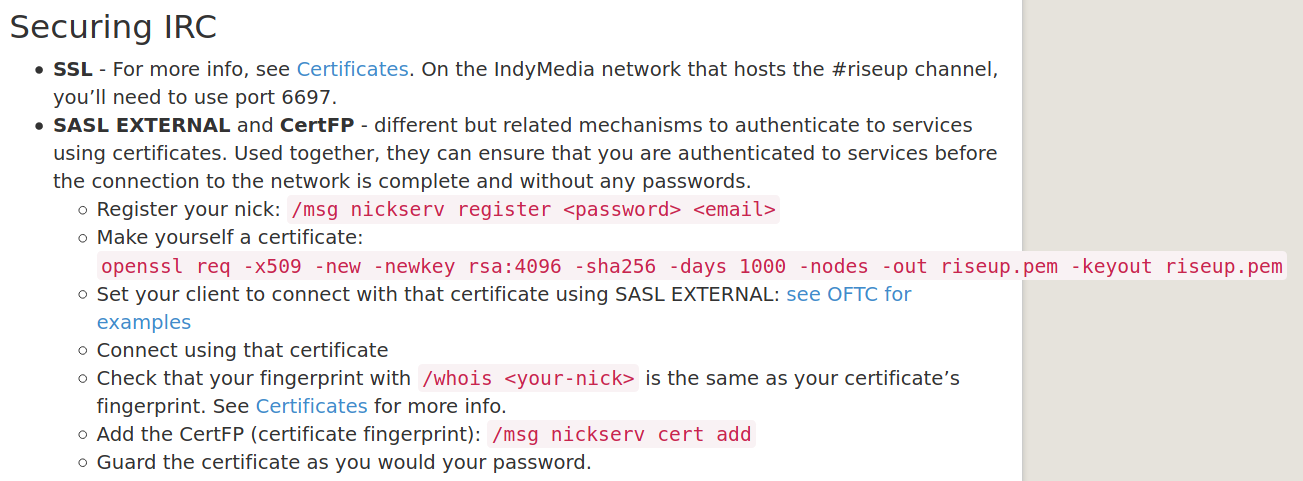 Securing IRC
• SSL - For more info, see Certificates. On the IndyMedia network that hosts the #riseup channel,
you’ll need to use port 6697.
• SASL EXTERNAL and CertFP - different but related mechanisms to authenticate to services
using certificates. Used together, they can ensure that you are authenticated to services before
the connection to the network is complete and without any passwords.
◦ Register your nick: /msg nickserv register <password> <email>
◦ Make yourself a certificate:
openssl req -x509 -new -newkey rsa:4096 -sha256 -days 1000 -nodes -out riseup.pem -keyout riseup.pem
◦ Set your client to connect with that certificate using SASL EXTERNAL: see OFTC for
examples
◦ Connect using that certificate
◦ Check that your fingerprint with /whois <your-nick> is the same as your certificate’s
fingerprint. See Certificates for more info.
◦ Add the CertFP (certificate fingerprint): /msg nickserv cert add
◦ Guard the certificate as you would your password.